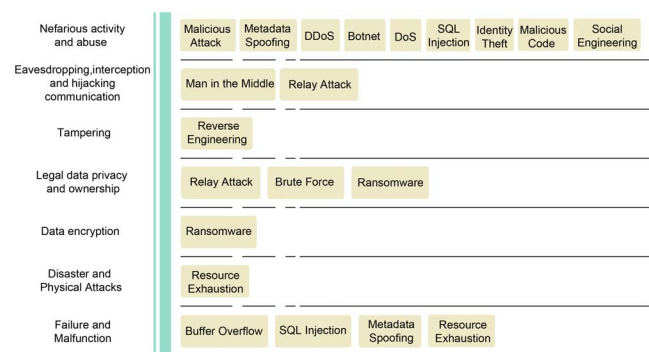 Nefarious activity
and abuse
Malicious
Attack
Metadata
Spoofing
DDoS
Botnet
DoS
SQL
Injection
Identity
Theft
Malicious
Code
Social
Engineering
Eavesdropping,interception
and hijacking
communication
Man in the Middle
Relay Attack
Tampering
Reverse
Engineering
Legal data privacy
and ownership
Relay Attack
Brute Force
Ransomware
Data encryption
Ransomware
Disaster and
Physical Attacks
Resource
Exhaustion
Failure and
Malfunction
Buffer Overflow
SQL Injection
Metadata
Spoofing
Resource
Exhaustion